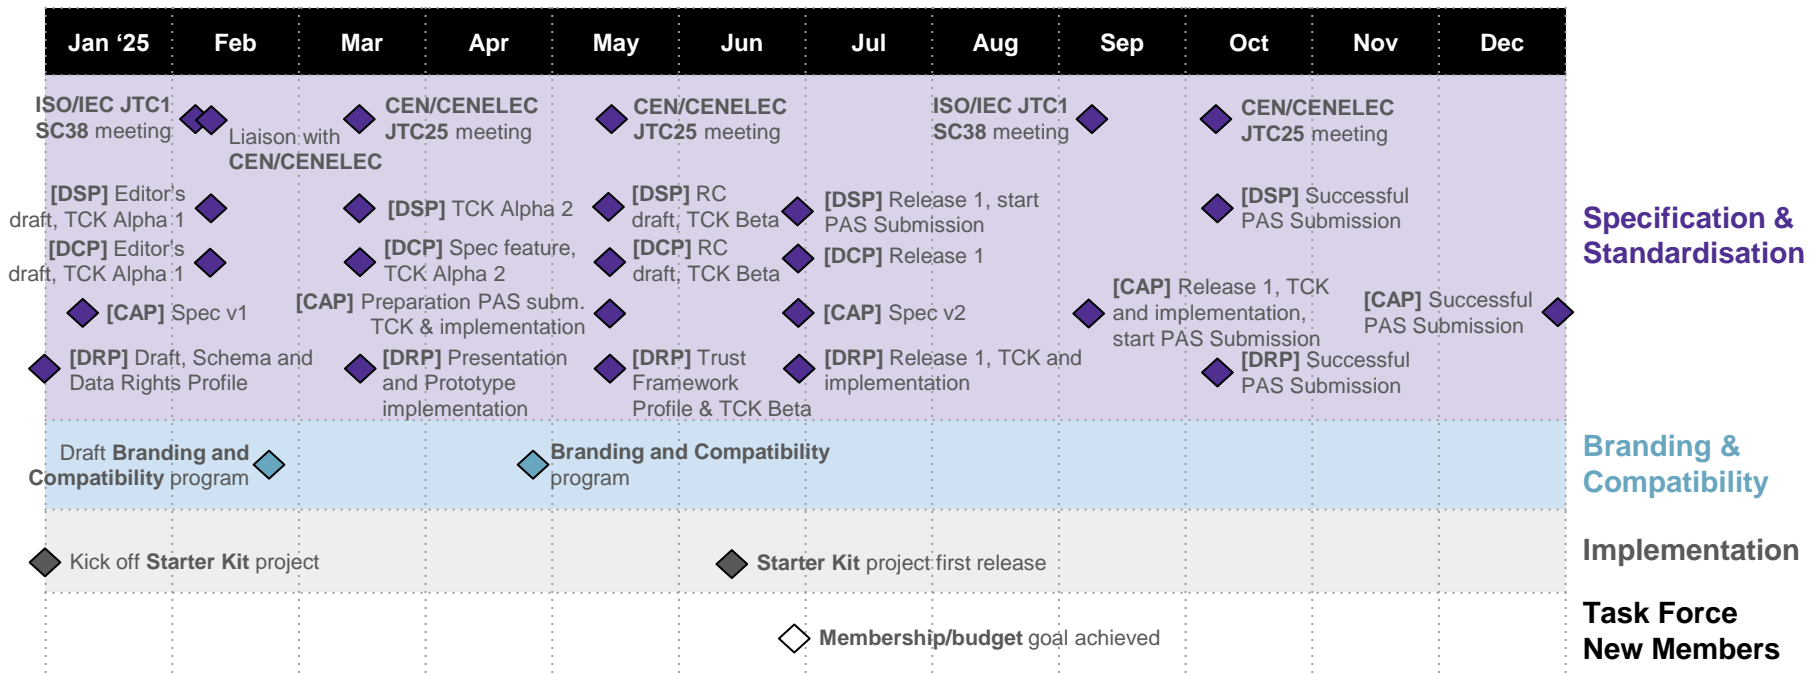 Jan ‘25 Feb Mar Apr May Jun Jul Aug Sep Oct Nov Dec
ISO/IEC JTC1
SC38 meeting
Liaison with
CEN/CENELEC
CEN/CENELEC
JTC25 meeting
CEN/CENELEC
JTC25 meeting
ISO/IEC JTC1
SC38 meeting
CEN/CENELEC
JTC25 meeting
[DSP] Editor’s
draft, TCK Alpha 1
[DSP] TCK Alpha 2
[DSP] RC
draft, TCK Beta
[DSP] Release 1, start
PAS Submission
[DSP] Successful
PAS Submission
[DCP] Editor’s
draft, TCK Alpha 1
[DCP] Spec feature,
TCK Alpha 2
[DCP] RC
draft, TCK Beta
[DCP] Release 1
[CAP] Spec v1
[CAP] Preparation PAS subm.
TCK & implementation
[CAP] Spec v2
[CAP] Release 1, TCK
and implementation,
start PAS Submission
[CAP] Successful
PAS Submission
[DRP] Draft, Schema and
Data Rights Profile
[DRP] Presentation
and Prototype
implementation
[DRP] Trust
Framework
Profile & TCK Beta
[DRP] Release 1, TCK and
implementation
[DRP] Successful
PAS Submission
Specification &
Standardisation
Draft Branding and
Compatibility program
Branding and Compatibility
program
Branding &
Compatibility
Kick off Starter Kit project
Starter Kit project first release
Implementation
Membership/budget goal achieved
Task Force
New Members